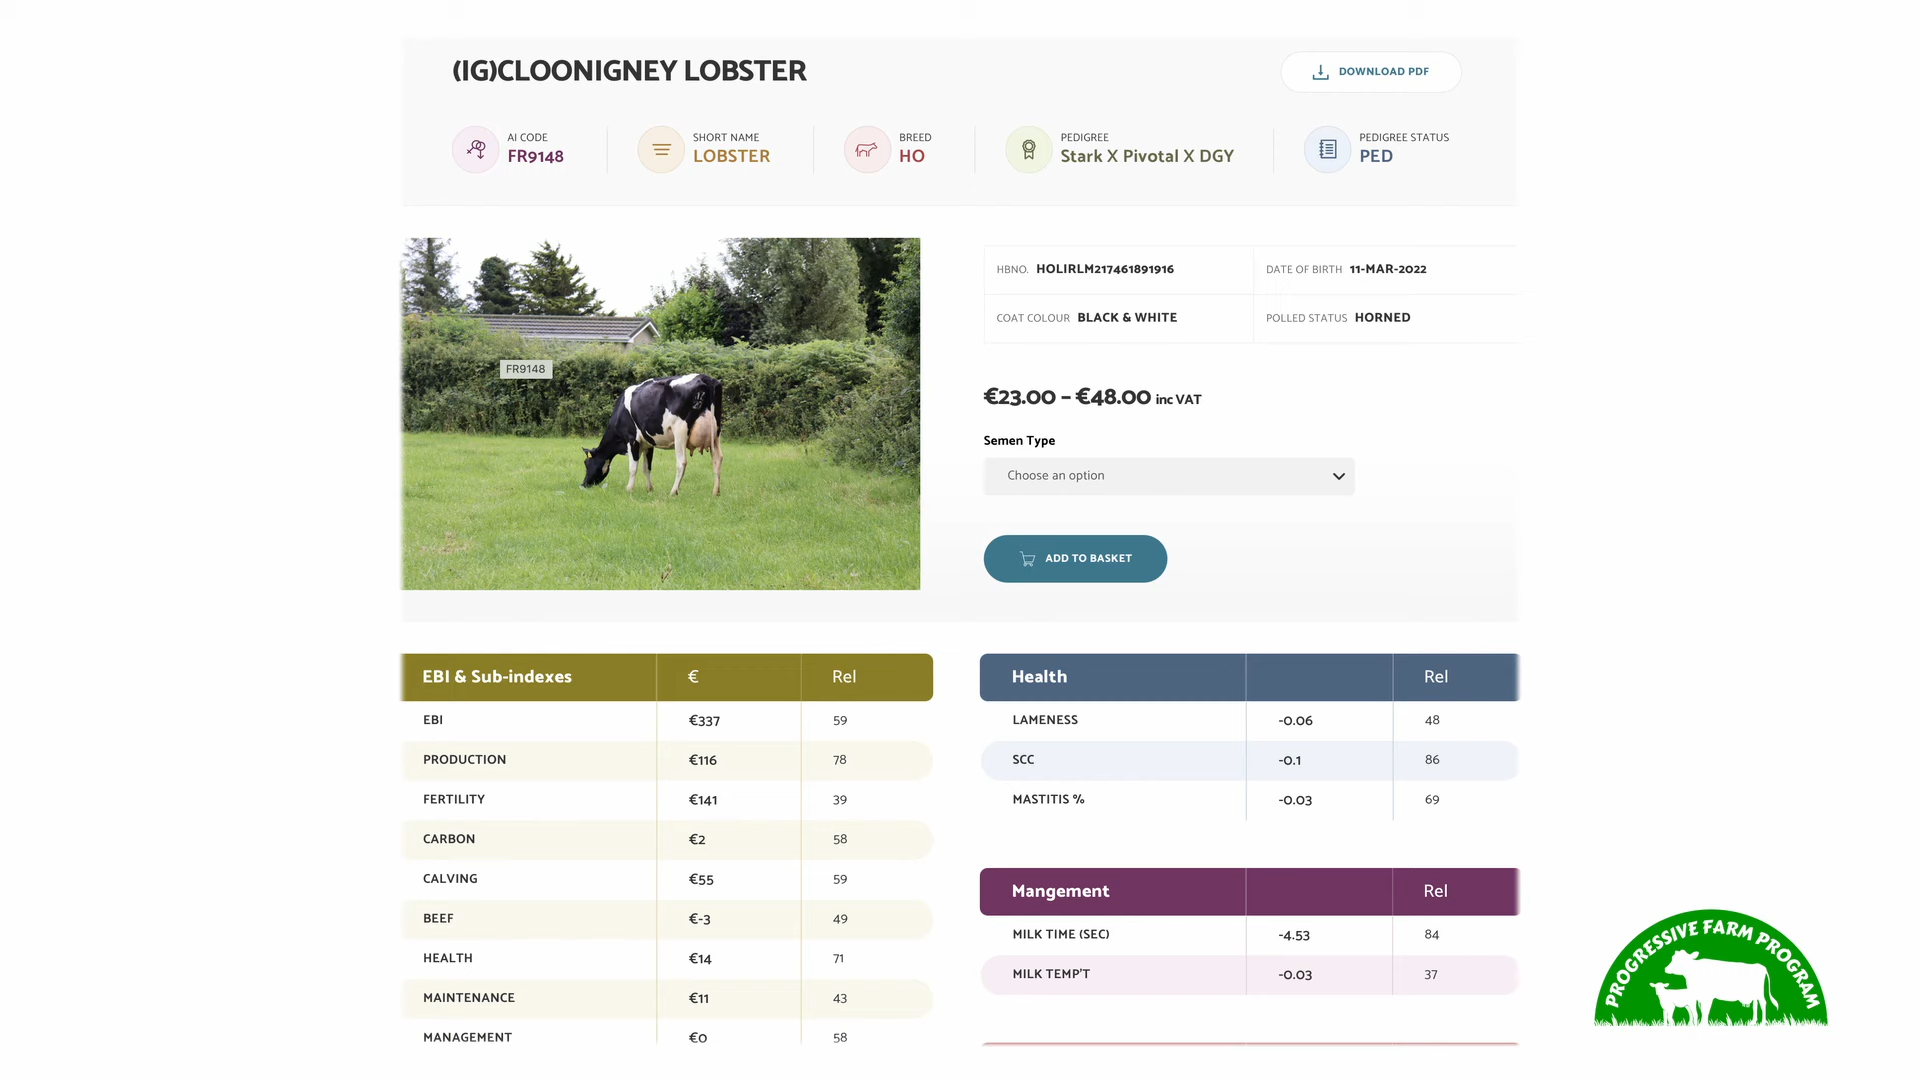 (IG)CLOONIGNEY LOBSTER
DOWNLOAD PDF
AI CODE
FR9148
SHORT NAME
LOBSTER
BREED
HO
PEDIGREE
Stark X Pivotal X DGY
PEDIGREE STATUS
PED
FR9148
HBNO. HOLIRLM217461891916
DATE OF BIRTH 11-MAR-2022
COAT COLOUR BLACK & WHITE
POLLED STATUS HORNED
€23.00 – €48.00 inc VAT
Semen Type
Choose an option
ADD TO BASKET
EBI & Sub-indexes € Rel
EBI €337 59
PRODUCTION €116 78
FERTILITY €141 39
CARBON €2 58
CALVING €55 59
BEEF €-3 49
HEALTH €14 71
MAINTENANCE €11 43
MANAGEMENT €0 58
Health Rel
LAMENESS -0.06 48
SCC -0.1 86
MASTITIS % -0.03 69
Mangement Rel
MILK TIME (SEC) -4.53 84
MILK TEMP'T -0.03 37
PROGRESSIVE FARM PROGRAM